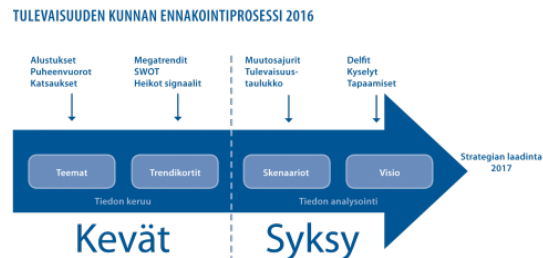 TULEVAISUUDEN KUNNAN ENNAKOINTIPROSESSI 2016
Alustukset
Puheenvuorot
Katsaukset
Megatrendit
SWOT
Heikot signaalit
Muutosajurit
Tulevaisuus-
taulukko
Delfit
Kyselyt
Tapaamiset
Teemat
Trendikortit
Skenaariot
Visio
Strategian laadinta
2017
Tiedon keruu
Tiedon analysointi
Kevät
Syksy